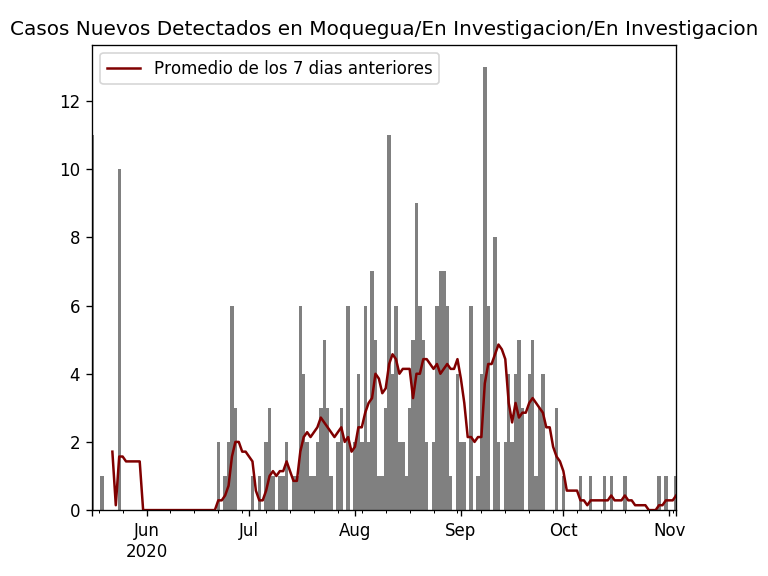 Casos Nuevos Detectados en Moquegua/En Investigacion/En Investigacion
Promedio de los 7 dias anteriores
12
10
8
6
4
2
0
Jun Jul Aug Sep Oct Nov
2020